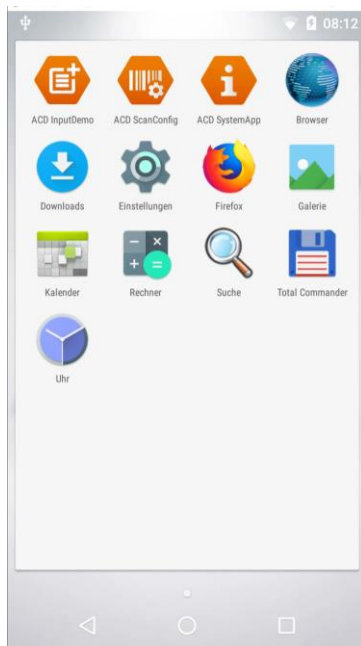 08:12
ACD InputDemo ACD ScanConfig ACD SystemApp Browser
Downloads Einstellungen Firefox Galerie
Kalender Rechner Suche Total Commander
Uhr